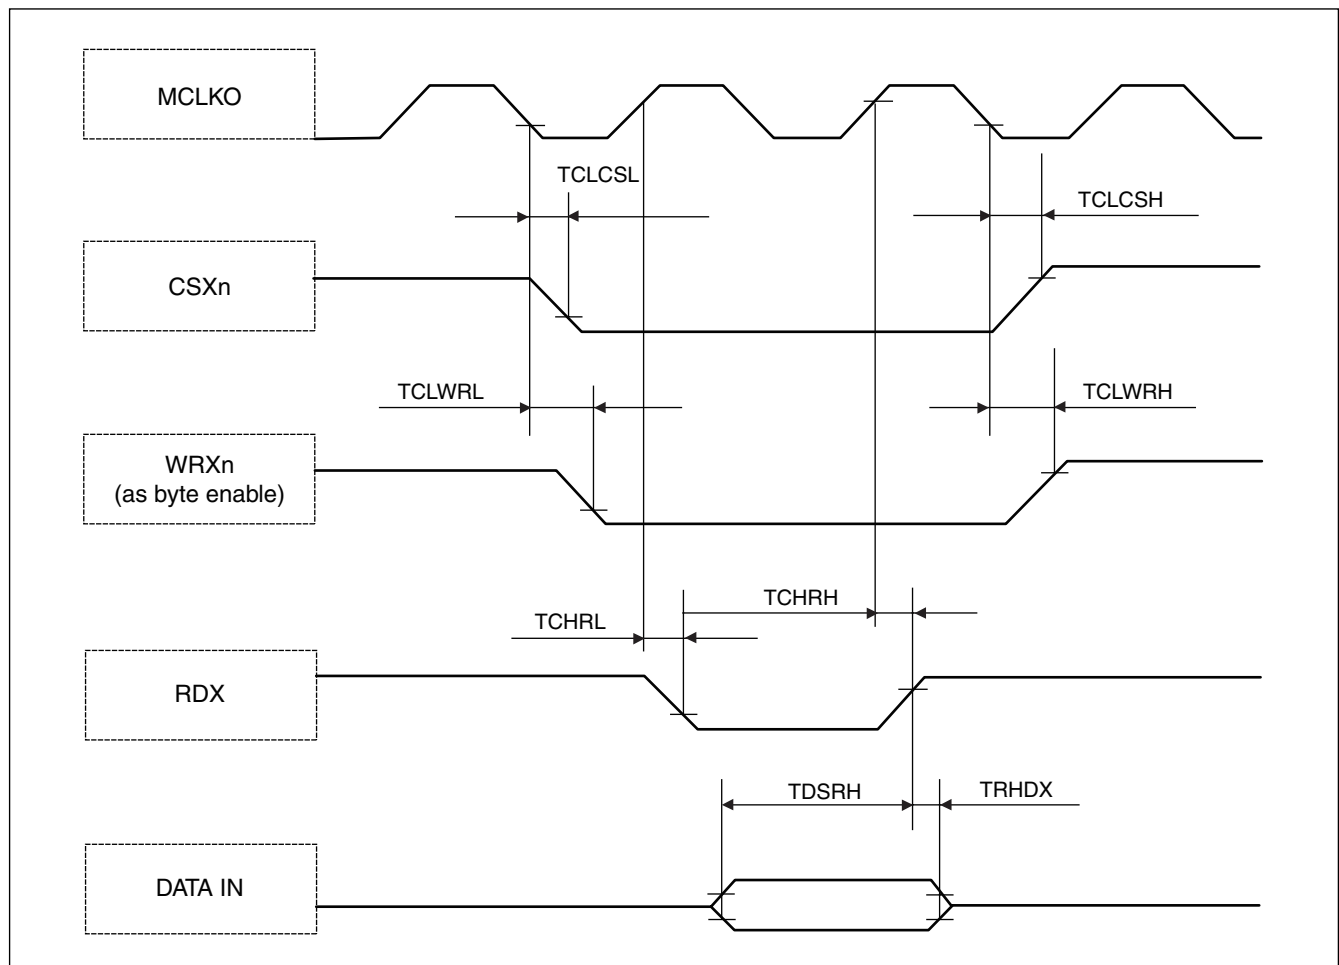 MCLKO
TCLCSL
TCLCSH
CSXn
TCLWRL
TCLWRH
WRXn
(as byte enable)
TCHRH
TCHRL
RDX
TDSRH
TRHDX
DATA IN